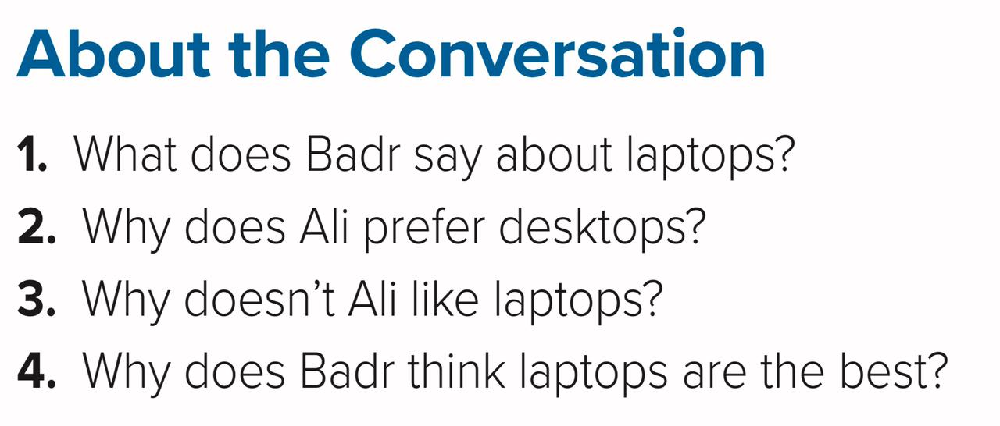 About the Conversation
1. What does Badr say about laptops?
2. Why does Ali prefer desktops?
3. Why doesn’t Ali like laptops?
4. Why does Badr think laptops are the best?